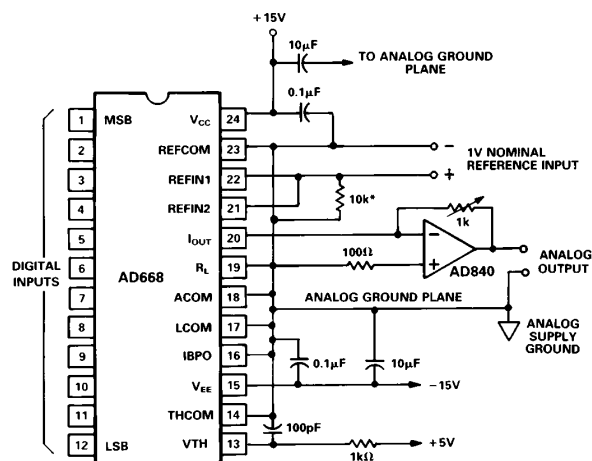 +15V
10µF
TO ANALOG GROUND
PLANE
0.1µF
1 MSB
VCC 24
2
REFCOM 23
−
1V NOMINAL
REFERENCE INPUT
3
REFIN1 22
+
4
REFIN2 21
10k*
1k
5
IOUT 20
−
DIGITAL
INPUTS
6
AD668
RL 19
100Ω
+
AD840
ANALOG
OUTPUT
7
ACOM 18
ANALOG GROUND PLANE
8
LCOM 17
ANALOG
SUPPLY
GROUND
9
IBPO 16
0.1µF
10µF
10
VEE 15
−15V
11
THCOM 14
100pF
12 LSB
VTH 13
1kΩ
+5V